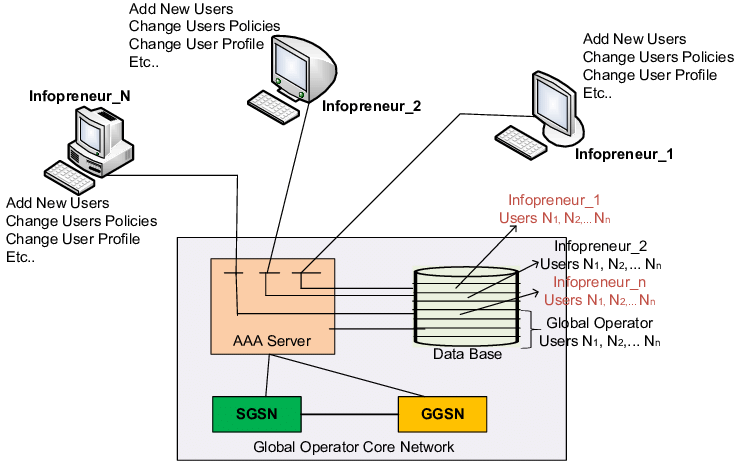 Add New Users
Change Users Policies
Change User Profile
Etc..
Infopreneur_2
Add New Users
Change Users Policies
Change User Profile
Etc..
Infopreneur_1
Infopreneur_N
Add New Users
Change Users Policies
Change User Profile
Etc..
Infopreneur_1
Users N1, N2,... Nn
Infopreneur_2
Users N1, N2,... Nn
Infopreneur_n
Users N1, N2,... Nn
Global Operator
Users N1, N2,... Nn
AAA Server
Data Base
SGSN
GGSN
Global Operator Core Network